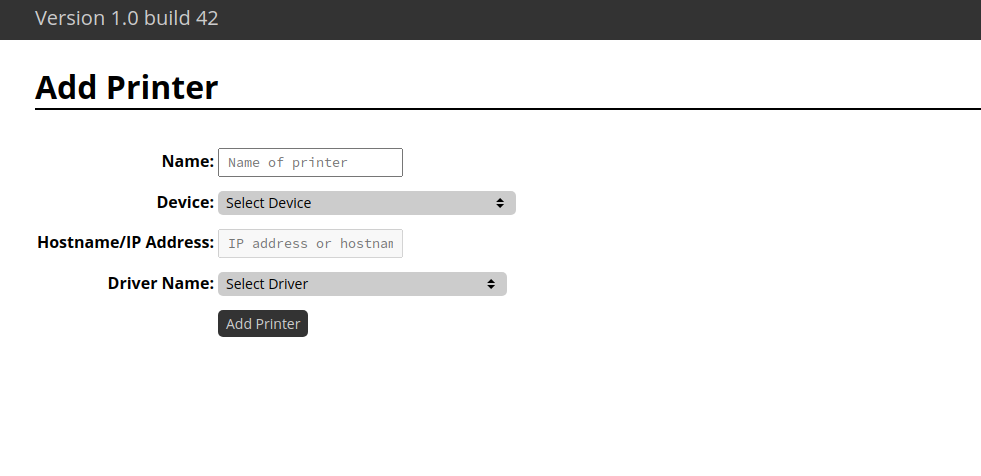 Version 1.0 build 42
Add Printer
Name: Name of printer
Device: Select Device
Hostname/IP Address: IP address or hostnam
Driver Name: Select Driver
Add Printer